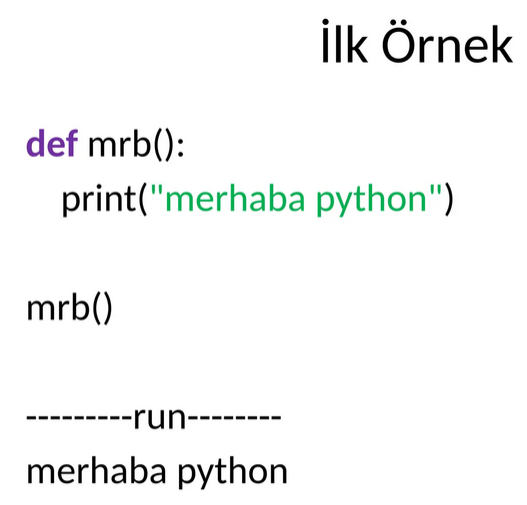 İlk Örnek
def mrb():
    print("merhaba python")
mrb()
---------run--------
merhaba python